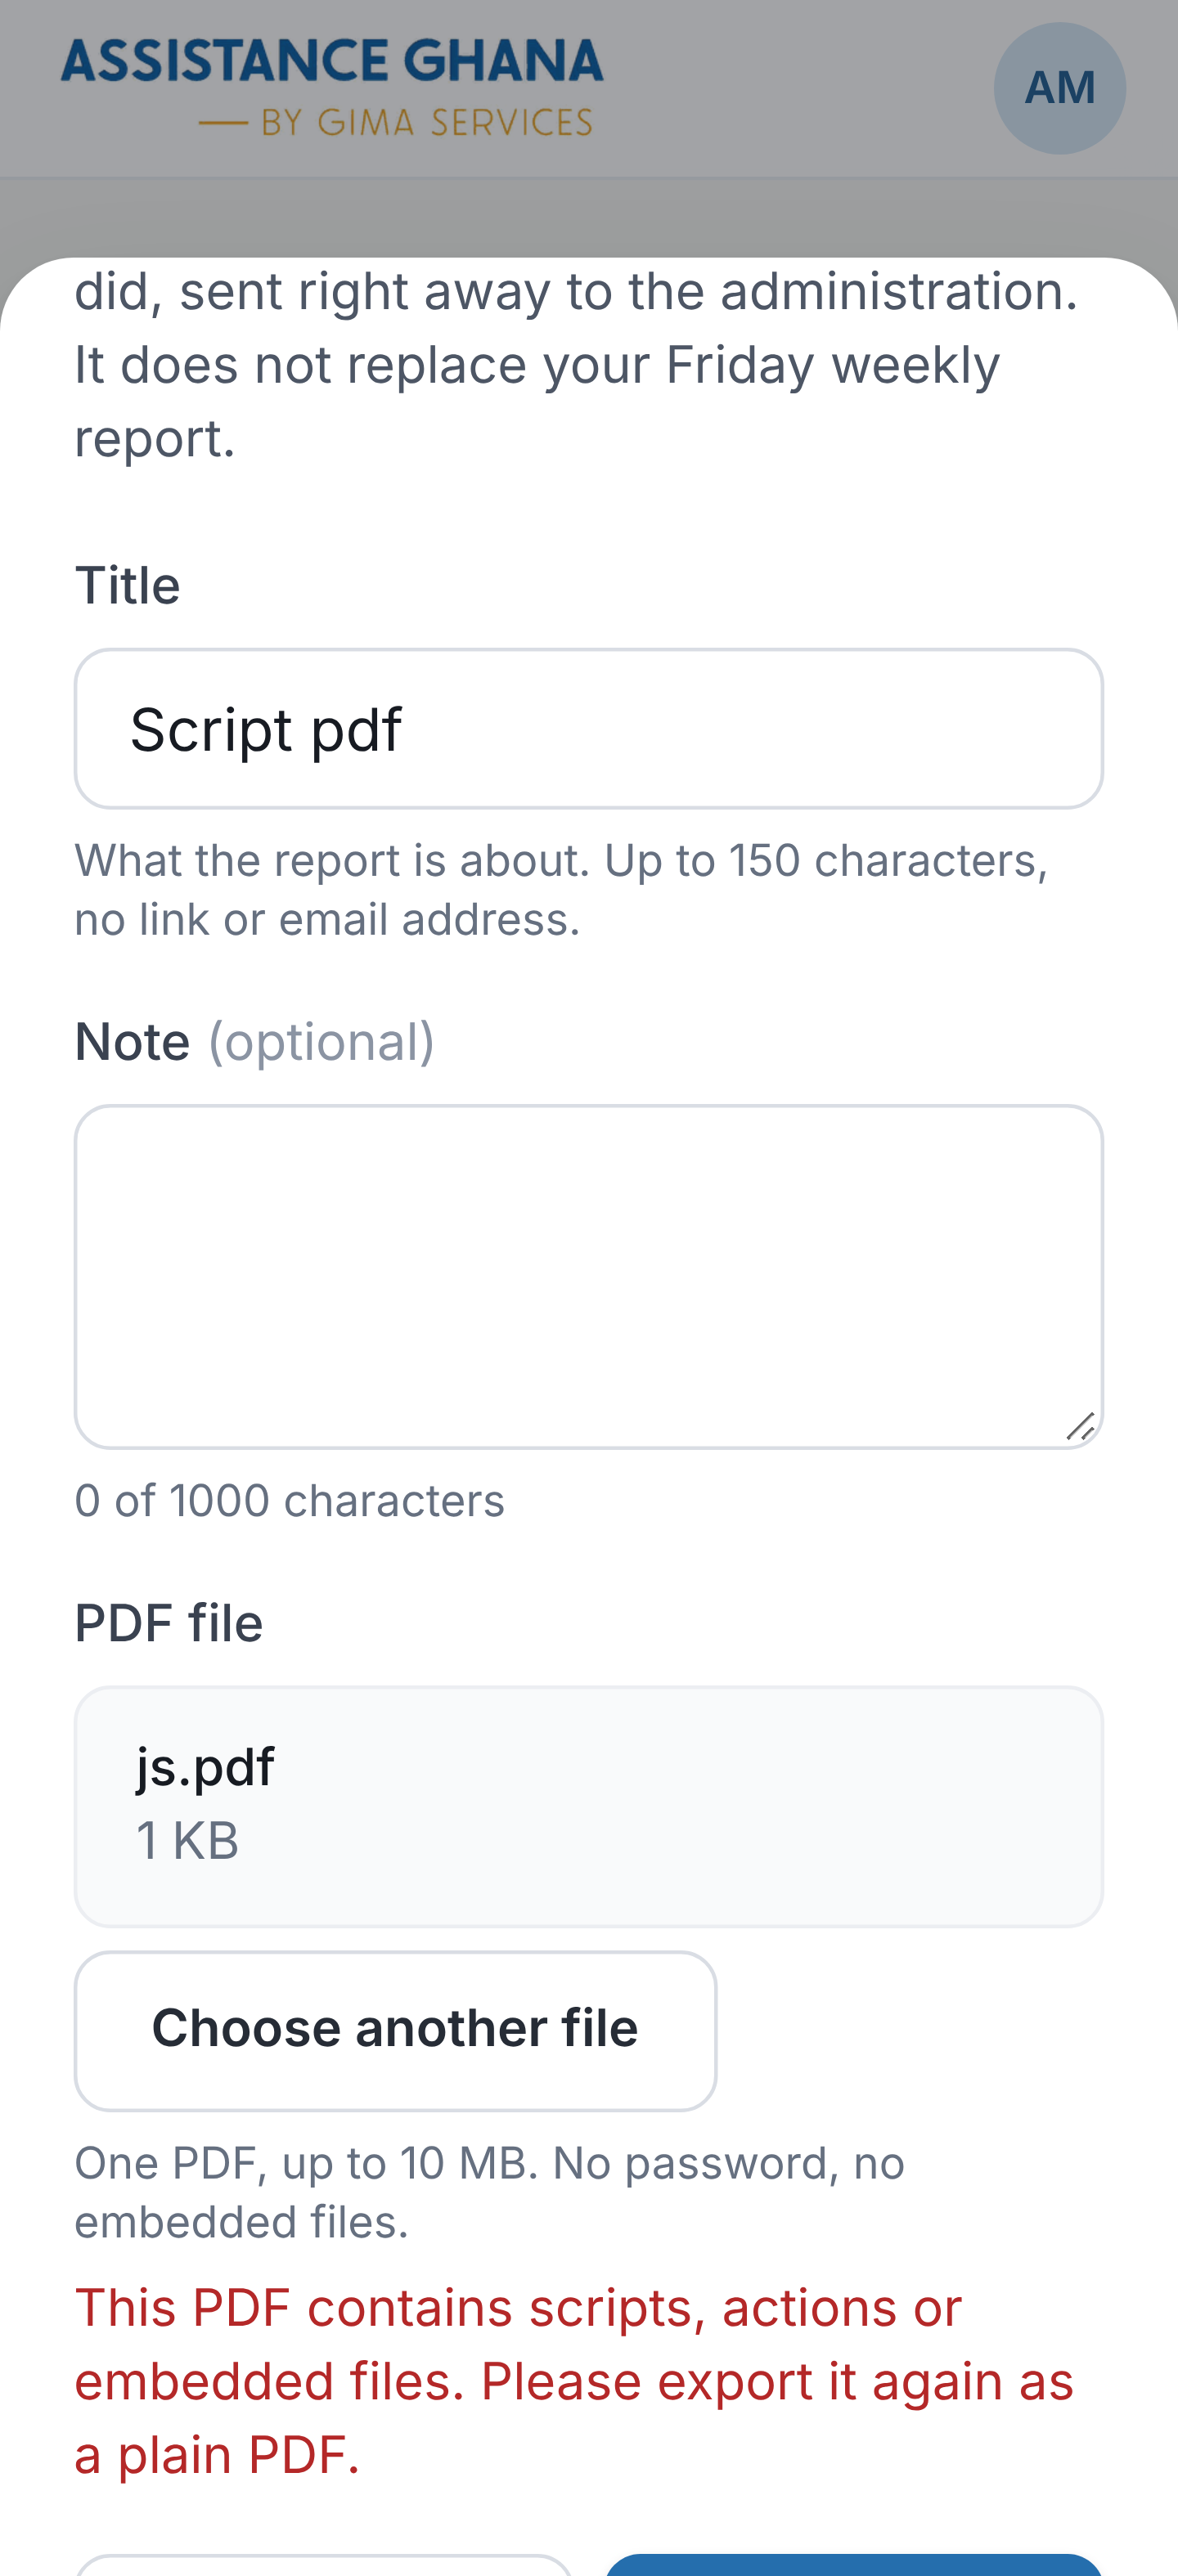 ASSISTANCE GHANA
BY GIMA SERVICES
AM
did, sent right away to the administration.
It does not replace your Friday weekly
report.
Title
Script pdf
What the report is about. Up to 150 characters,
no link or email address.
Note (optional)
0 of 1000 characters
PDF file
js.pdf
1 KB
Choose another file
One PDF, up to 10 MB. No password, no
embedded files.
This PDF contains scripts, actions or
embedded files. Please export it again as
a plain PDF.